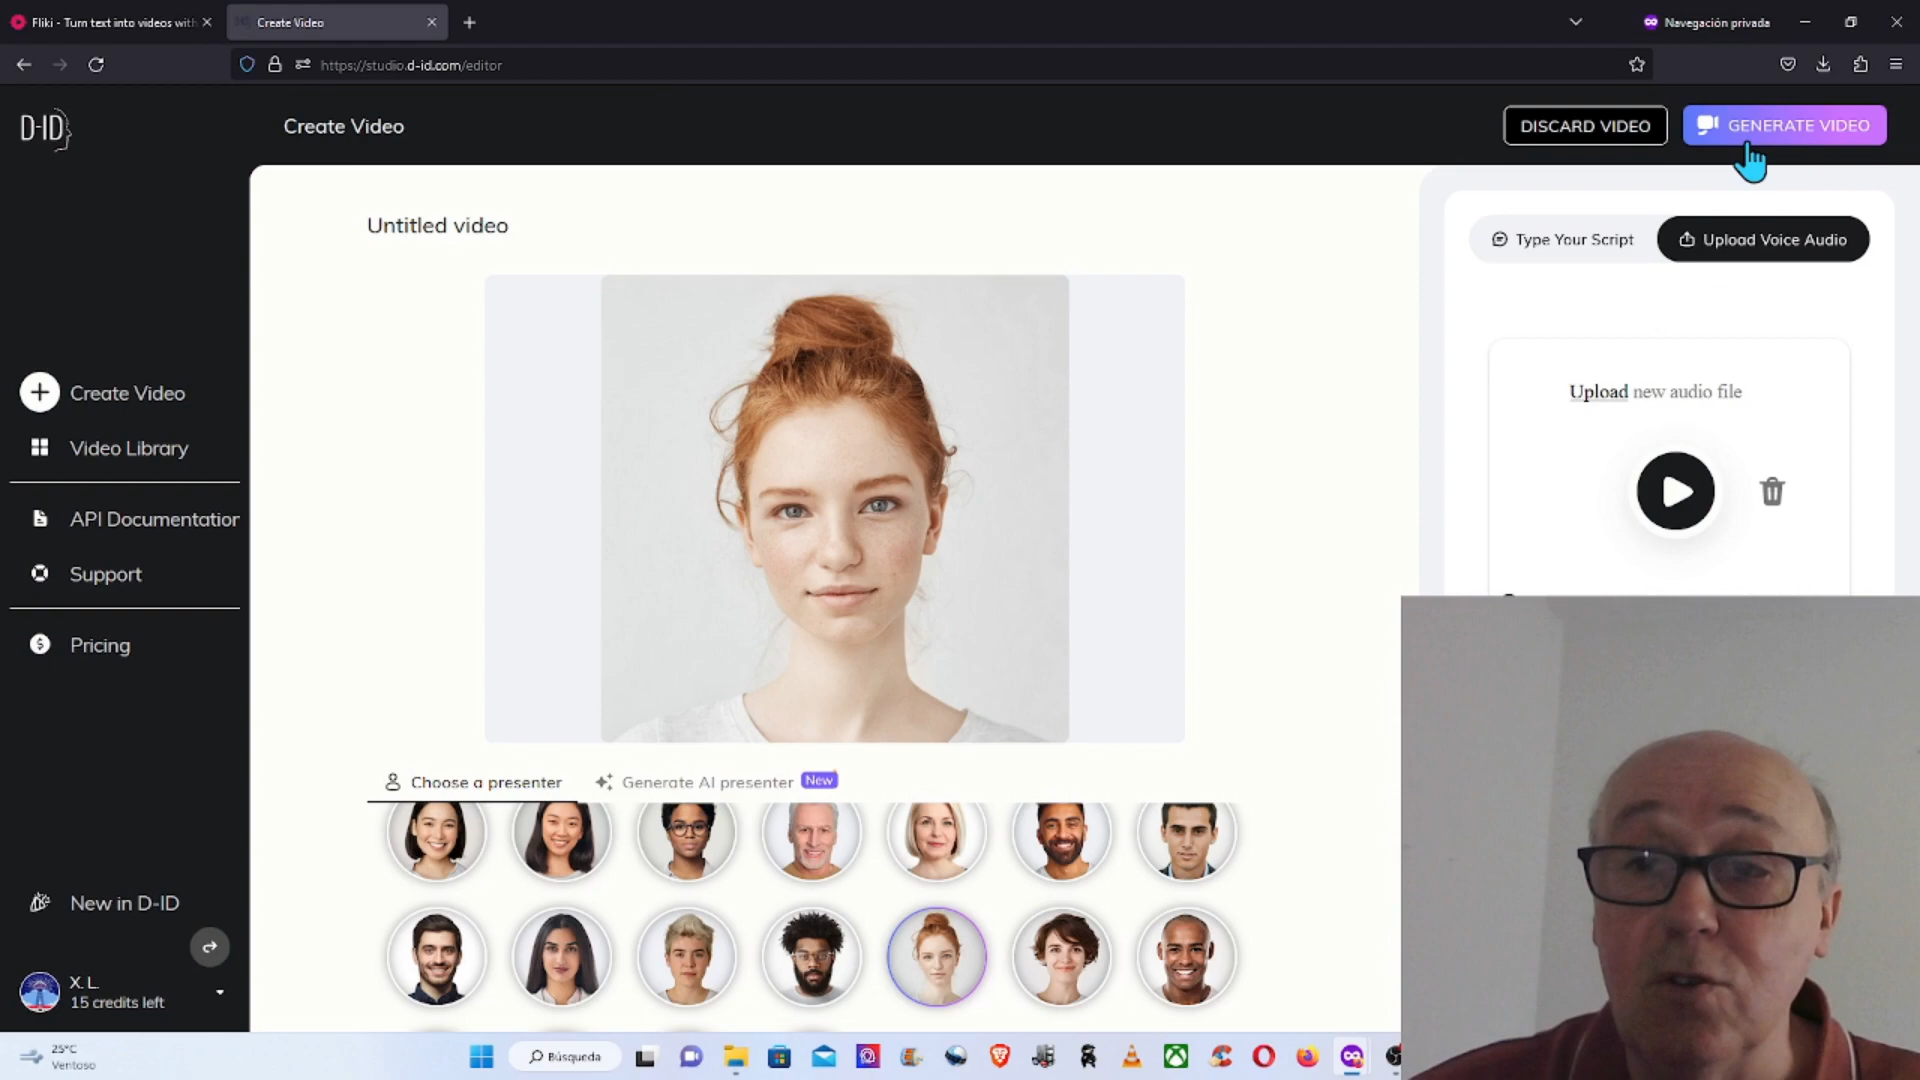 Fliki - Turn text into videos with
Create Video
Navegación privada
https://studio.d-id.com/editor
D-ID
Create Video
DISCARD VIDEO
GENERATE VIDEO
Untitled video
Type Your Script
Upload Voice Audio
Upload new audio file
Create Video
Video Library
API Documentation
Support
Pricing
Choose a presenter
Generate AI presenter
New
New in D-ID
X. L.
15 credits left
25°C
Ventoso
Búsqueda